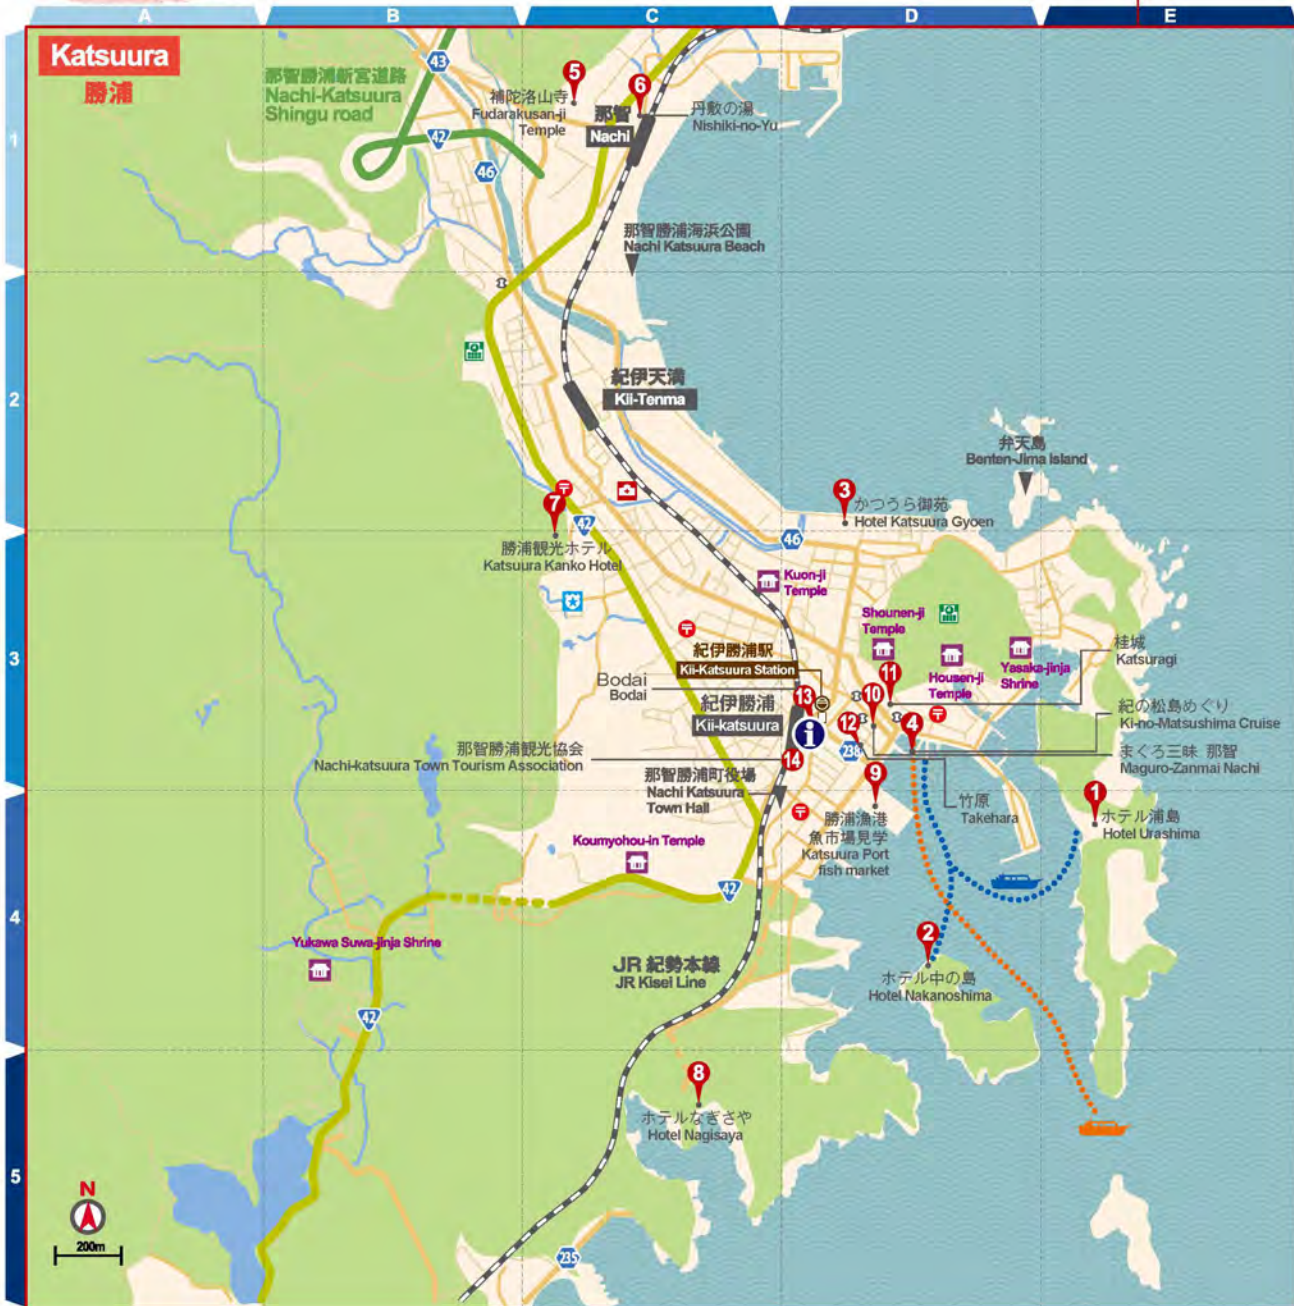 A
B
C
D
E
1
2
3
4
5
Katsuura
勝浦
那智勝浦新宮道路
Nachi-Katsuura
Shingu road
43
42
46
5
補陀洛山寺
Fudarakusan-ji
Temple
6
那智
Nachi
丹敷の湯
Nishiki-no-Yu
那智勝浦海浜公園
Nachi Katsuura Beach
紀伊天満
Kii-Tenma
弁天島
Benten-Jima Island
3
かつうら御苑
Hotel Katsuura Gyoen
7
42
勝浦観光ホテル
Katsuura Kanko Hotel
46
Kuon-ji
Temple
Shounen-ji
Temple
Housen-ji
Temple
Yasaka-jinja
Shrine
桂城
Katsuragi
紀伊勝浦駅
Kii-Katsuura Station
Bodai
Bodai
紀伊勝浦
Kii-katsuura
13
i
11
10
12
4
238
紀の松島めぐり
Ki-no-Matsushima Cruise
那智勝浦観光協会
Nachi-katsuura Town Tourism Association
14
まぐろ三昧 那智
Maguro-Zanmai Nachi
那智勝浦町役場
Nachi Katsuura
Town Hall
9
勝浦漁港
魚市場見学
Katsuura Port
fish market
竹原
Takehara
1
ホテル浦島
Hotel Urashima
Koumyohou-in Temple
42
Yukawa Suwa-jinja Shrine
2
ホテル中の島
Hotel Nakanoshima
JR 紀勢本線
JR Kisei Line
42
8
ホテルなぎさや
Hotel Nagisaya
N
200m
235